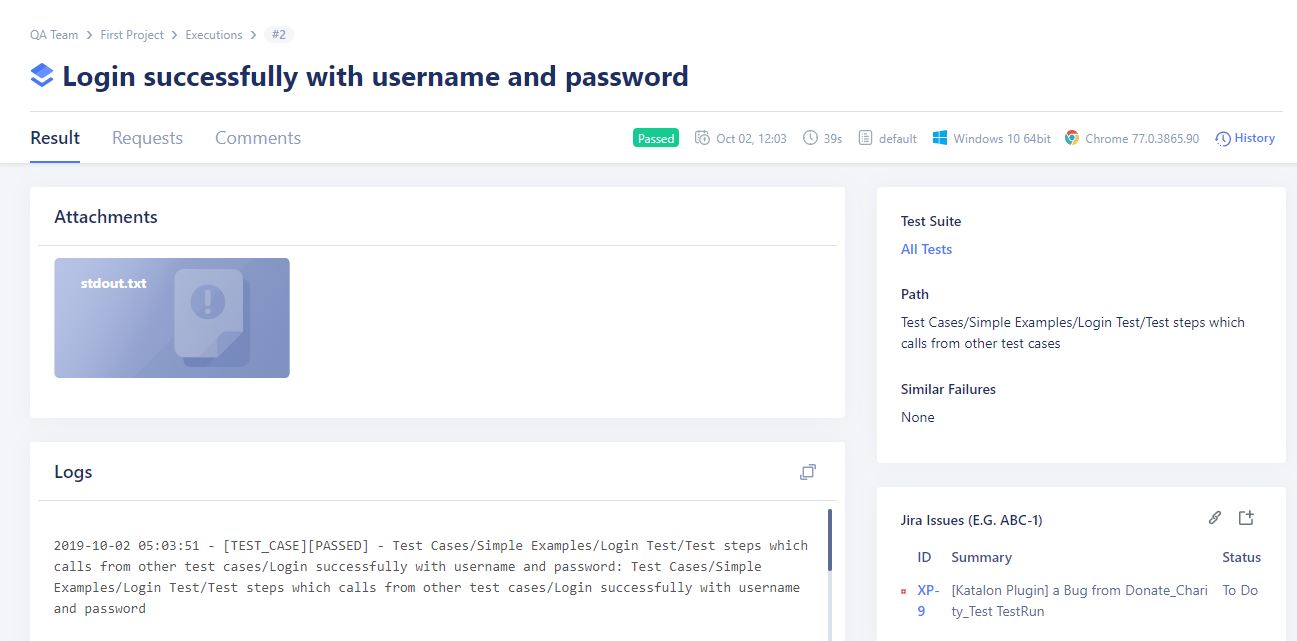 QA Team > First Project > Executions > #2
Login successfully with username and password
Result Requests Comments
Passed Oct 02, 12:03 39s default Windows 10 64bit Chrome 77.0.3865.90 History
Attachments
stdout.txt
Logs
2019-10-02 05:03:51 - [TEST_CASE][PASSED] - Test Cases/Simple Examples/Login Test/Test steps which
calls from other test cases/Login successfully with username and password: Test Cases/Simple
Examples/Login Test/Test steps which calls from other test cases/Login successfully with username
and password
Test Suite
All Tests
Path
Test Cases/Simple Examples/Login Test/Test steps which
calls from other test cases
Similar Failures
None
Jira Issues (E.G. ABC-1)
ID Summary Status
XP- [Katalon Plugin] a Bug from Donate_Chari To Do
9 ty_Test TestRun